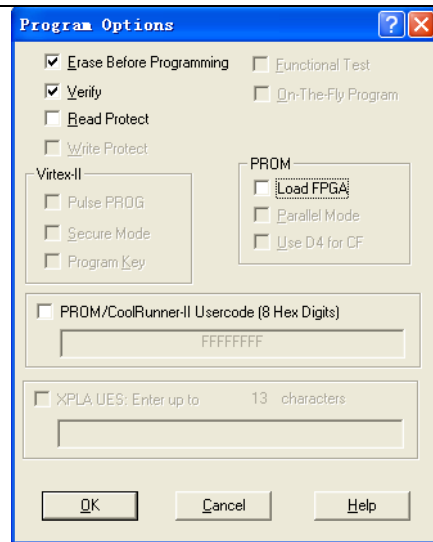 Program Options
Erase Before Programming
Functional Test
Verify
On-The-Fly Program
Read Protect
Write Protect
Virtex-II
Pulse PROG
Secure Mode
Program Key
PROM
Load FPGA
Parallel Mode
Use D4 for CF
PROM/CoolRunner-II Usercode (8 Hex Digits)
FFFFFFFF
XPLA UES: Enter up to 13 characters
OK Cancel Help